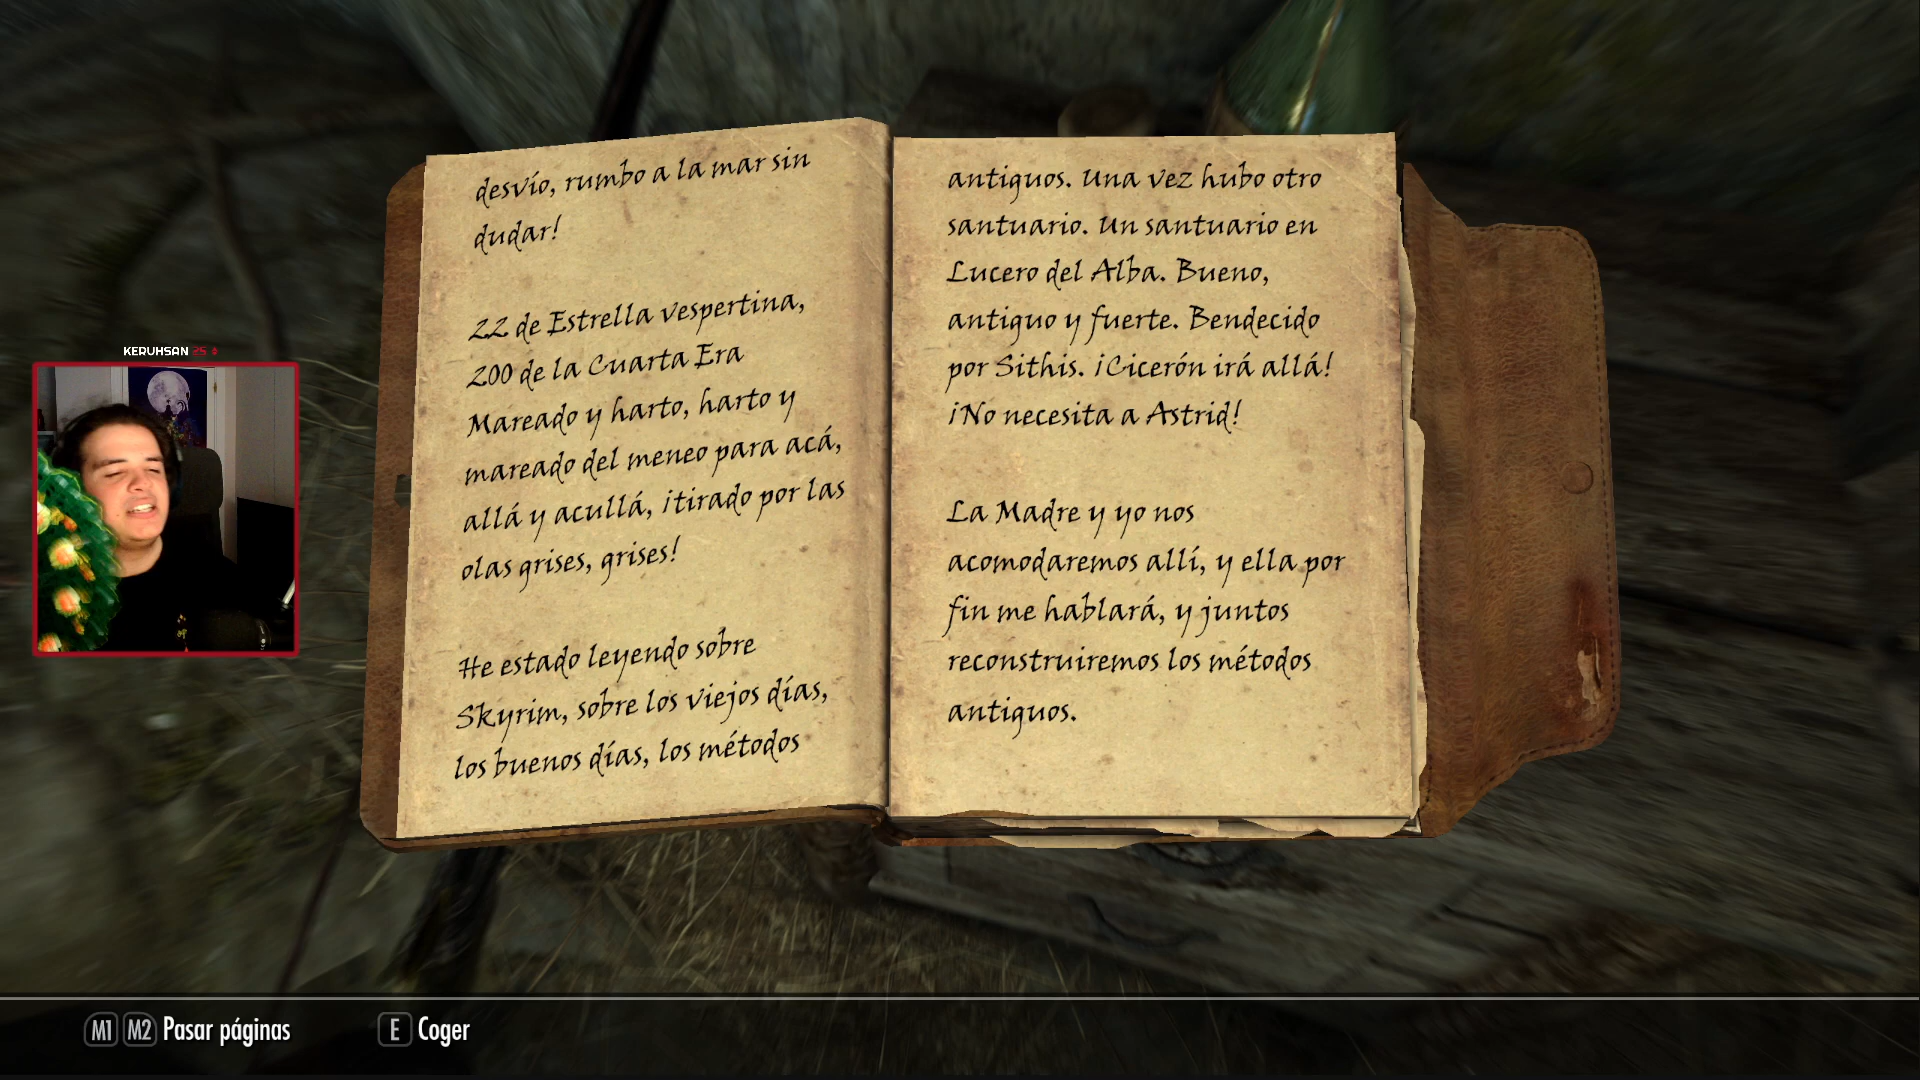 KERUHSAN 25
desvío, rumbo a la mar sin
dudar!
22 de Estrella vespertina,
200 de la Cuarta Era
Mareado y harto, harto y
mareado del meneo para acá,
allá y acullá, ¡tirado por las
olas grises, grises!
He estado leyendo sobre
Skyrim, sobre los viejos días,
los buenos días, los métodos
antiguos. Una vez hubo otro
santuario. Un santuario en
Lucero del Alba. Bueno,
antiguo y fuerte. Bendecido
por Sithis. ¡Cicerón irá allá!
¡No necesita a Astrid!
La Madre y yo nos
acomodaremos allí, y ella por
fin me hablará, y juntos
reconstruiremos los métodos
antiguos.
M1 M2 Pasar páginas E Coger